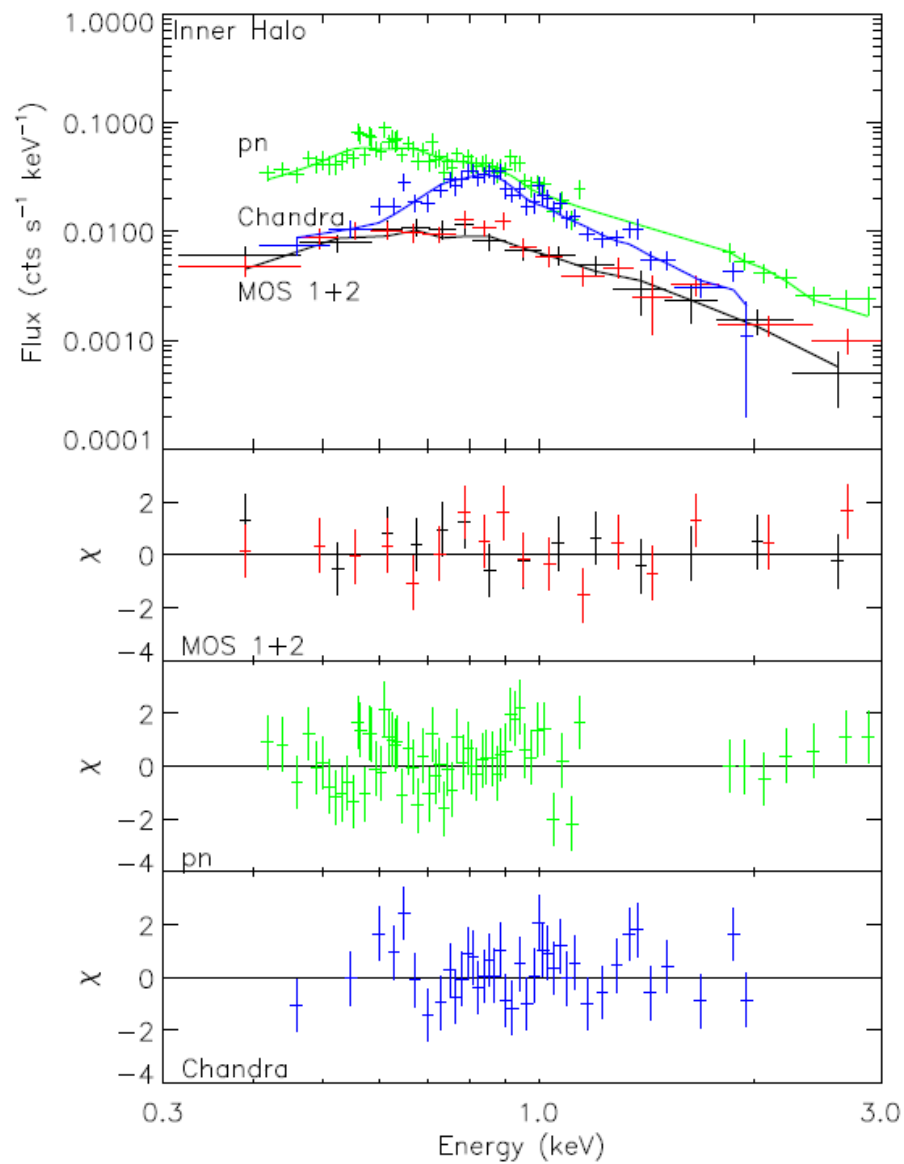 Inner Halo
1.0000
0.1000
0.0100
0.0010
0.0001
Flux (cts s⁻¹ keV⁻¹)
pn
Chandra
MOS 1+2
2
0
−2
−4
χ
MOS 1+2
2
0
−2
−4
χ
pn
2
0
−2
−4
χ
Chandra
0.3 1.0 3.0
Energy (keV)